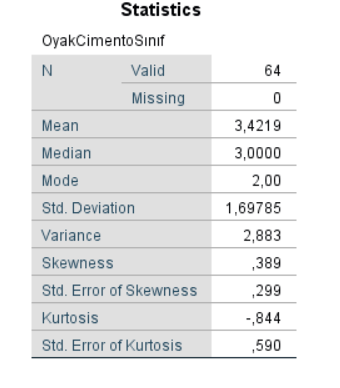 Statistics
OyakCimentoSınıf
N Valid 64
Missing 0
Mean 3,4219
Median 3,0000
Mode 2,00
Std. Deviation 1,69785
Variance 2,883
Skewness ,389
Std. Error of Skewness ,299
Kurtosis -,844
Std. Error of Kurtosis ,590